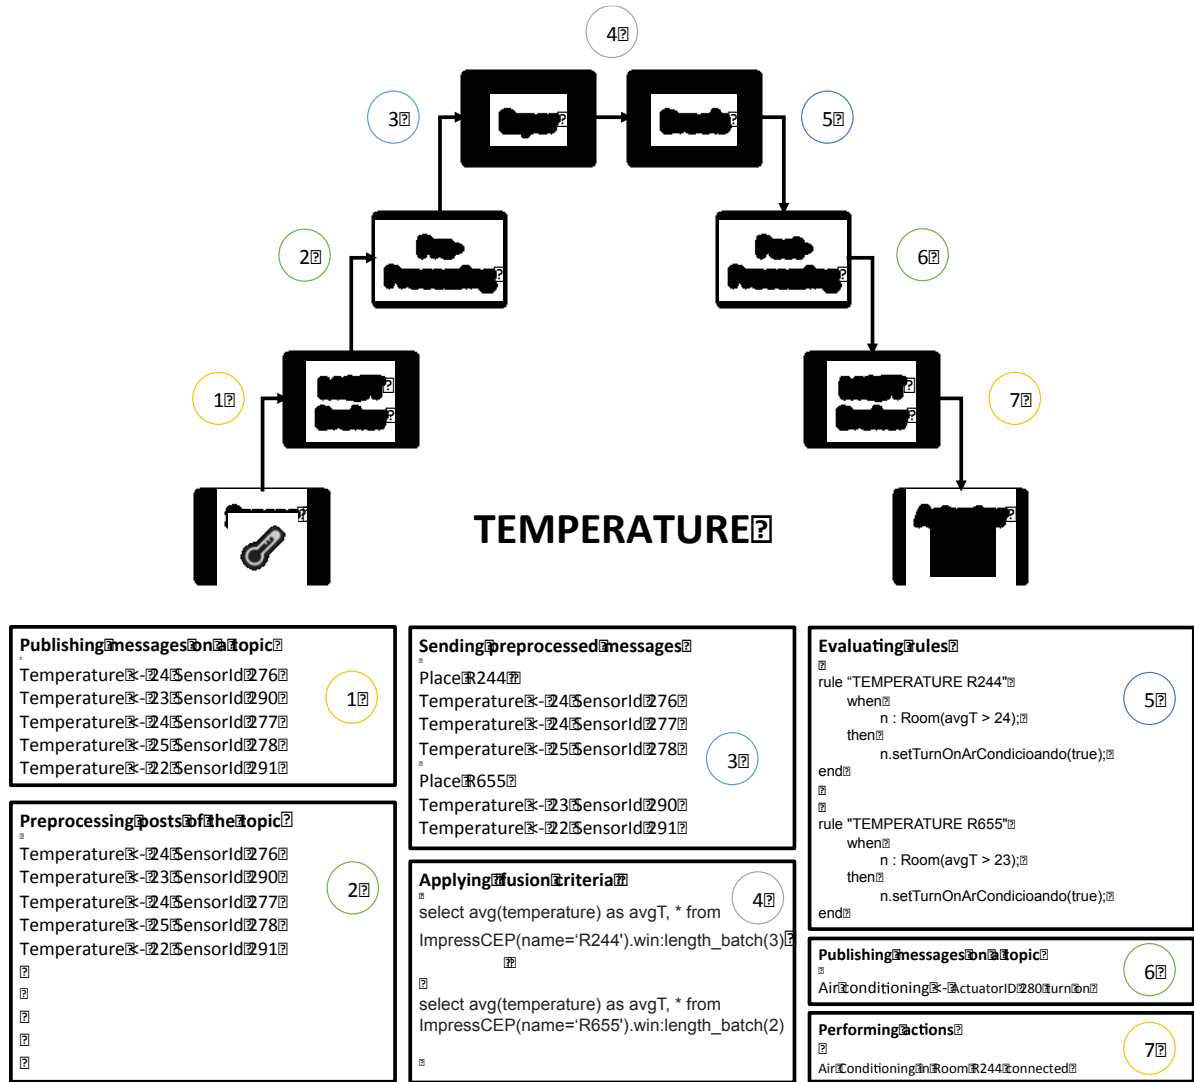 4
3
5
2
6
1
7
TEMPERATURE
Publishing messages on a topic
Temperature <- 24 SensorId 276
Temperature <- 23 SensorId 290
Temperature <- 24 SensorId 277
Temperature <- 25 SensorId 278
Temperature <- 22 SensorId 291
1
Preprocessing posts of the topic
Temperature <- 24 SensorId 276
Temperature <- 23 SensorId 290
Temperature <- 24 SensorId 277
Temperature <- 25 SensorId 278
Temperature <- 22 SensorId 291
2
Sending preprocessed messages
Place R244
Temperature <- 24 SensorId 276
Temperature <- 24 SensorId 277
Temperature <- 25 SensorId 278
Place R655
Temperature <- 23 SensorId 290
Temperature <- 22 SensorId 291
3
Applying fusion criteria
select avg(temperature) as avgT, * from
ImpressCEP(name=‘R244').win:length_batch(3)
select avg(temperature) as avgT, * from
ImpressCEP(name=‘R655').win:length_batch(2)
4
Evaluating rules
rule “TEMPERATURE R244"
when
n : Room(avgT > 24);
then
n.setTurnOnArCondicioando(true);
end
rule "TEMPERATURE R655"
when
n : Room(avgT > 23);
then
n.setTurnOnArCondicioando(true);
end
5
Publishing messages on a topic
Air conditioning <- ActuatorID 280 turn on
6
Performing actions
Air Conditioning in Room R244 connected
7